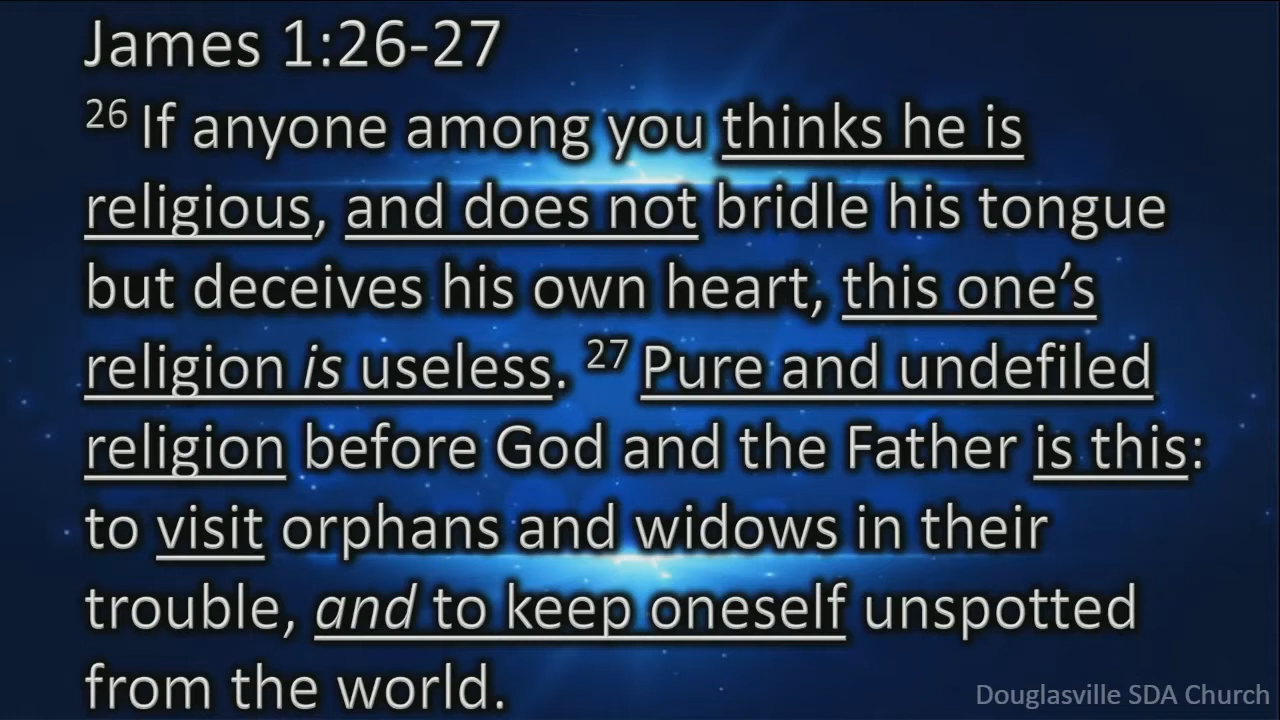 James 1:26-27
26 If anyone among you thinks he is
religious, and does not bridle his tongue
but deceives his own heart, this one’s
religion is useless. 27 Pure and undefiled
religion before God and the Father is this:
to visit orphans and widows in their
trouble, and to keep oneself unspotted
from the world.
Douglasville SDA Church